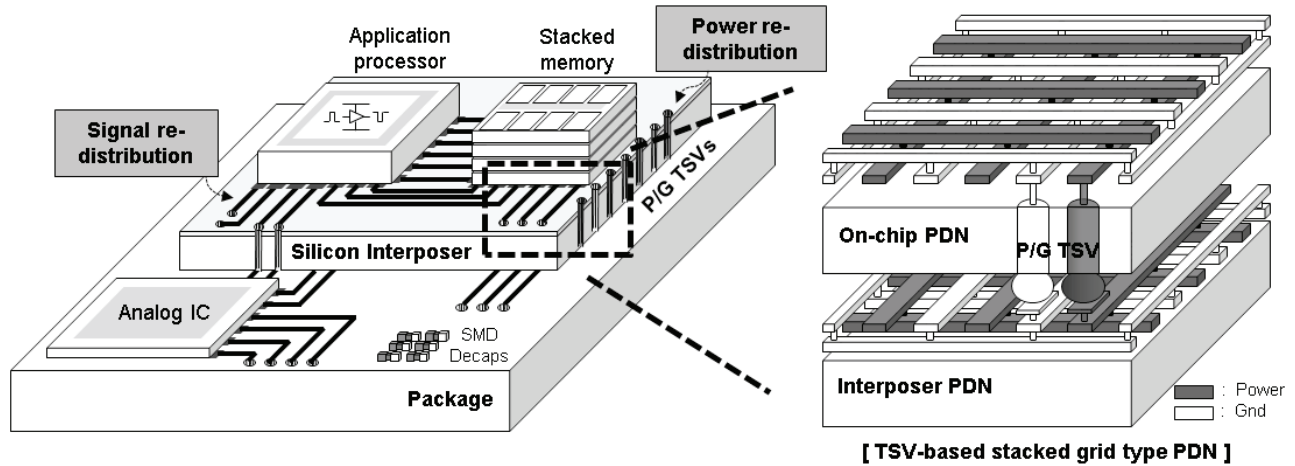 Application
processor
Stacked
memory
Power re-
distribution
Signal re-
distribution
P/G TSVs
Silicon Interposer
Analog IC
SMD
Decaps
Package
On-chip PDN
P/G TSV
Interposer PDN
: Power
: Gnd
[ TSV-based stacked grid type PDN ]